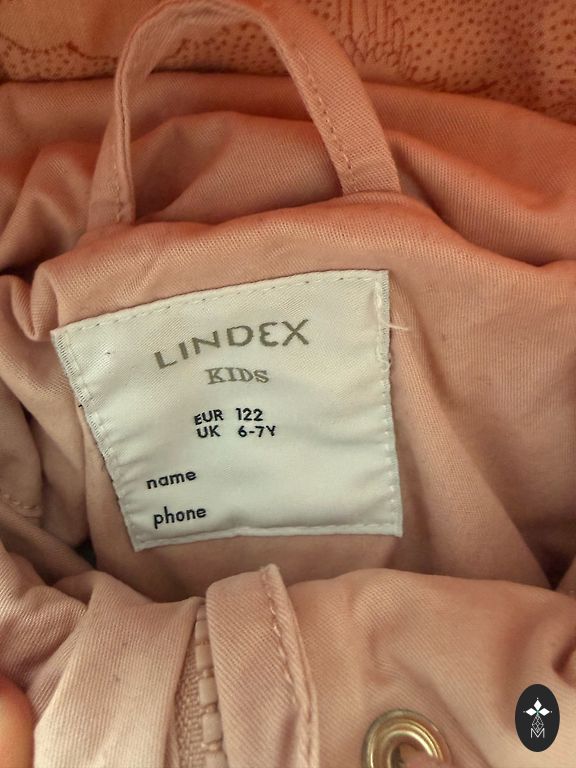 LINDEX
KIDS
EUR 122
UK 6-7Y
name
phone
M